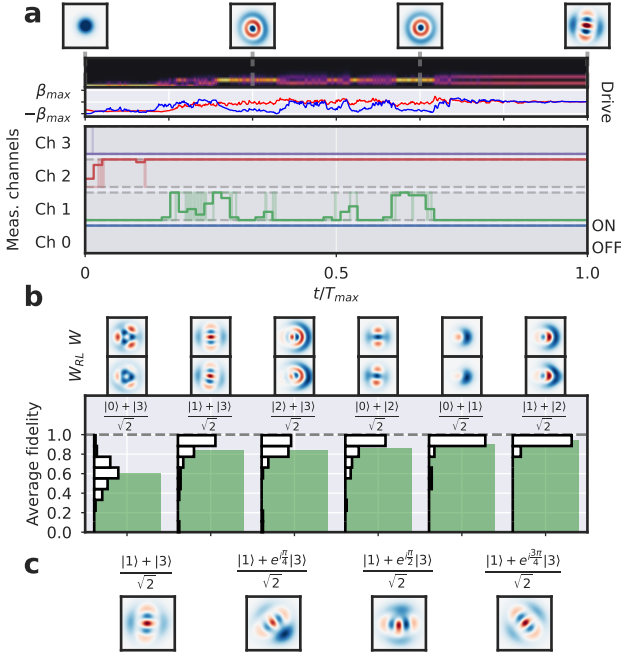 a
β_max
−β_max
Drive
Meas. channels
Ch 3
Ch 2
Ch 1
Ch 0
ON
OFF
0
0.5
1.0
t/T_max
b
W_RL W
|0⟩ + |3⟩ / √2
|1⟩ + |3⟩ / √2
|2⟩ + |3⟩ / √2
|0⟩ + |2⟩ / √2
|0⟩ + |1⟩ / √2
|1⟩ + |2⟩ / √2
Average fidelity
1.0
0.8
0.6
0.4
0.2
0.0
c
|1⟩ + |3⟩ / √2
|1⟩ + e^{iπ/4}|3⟩ / √2
|1⟩ + e^{iπ/2}|3⟩ / √2
|1⟩ + e^{i3π/4}|3⟩ / √2